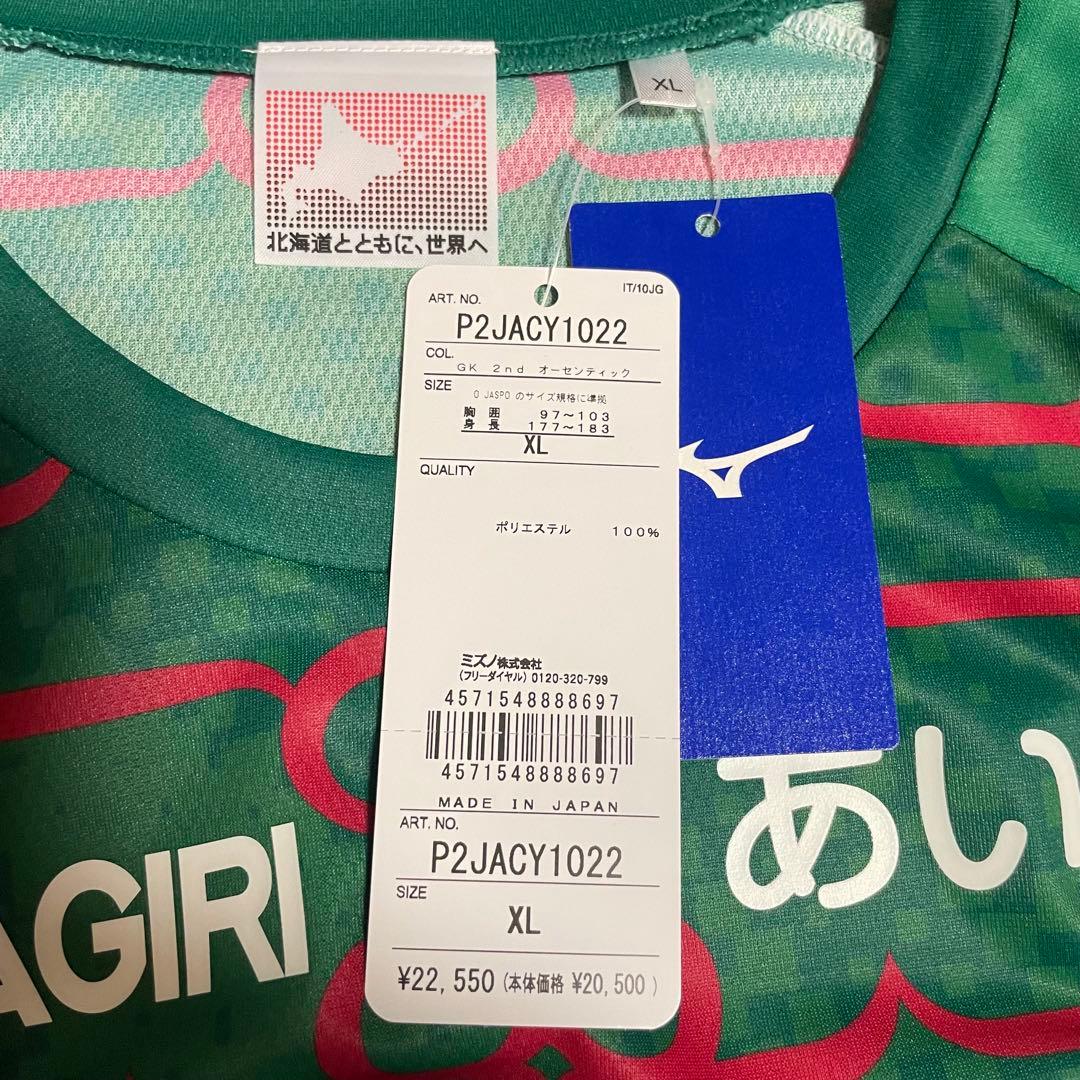 XL
北海道とともに、世界へ
IT/10JG
ART. NO.
P2JACY1022
COL.
GK 2nd オーセンティック
SIZE
O JASPO のサイズ規格に準拠
胸 囲 97～103
身 長 177～183
XL
QUALITY
ポリエステル 100%
ミズノ株式会社
(フリーダイヤル) 0120-320-799
4571548888697
4571548888697
MADE IN JAPAN
ART. NO.
P2JACY1022
SIZE
XL
¥22,550 (本体価格 ¥20,500 )
AGIRI
あい